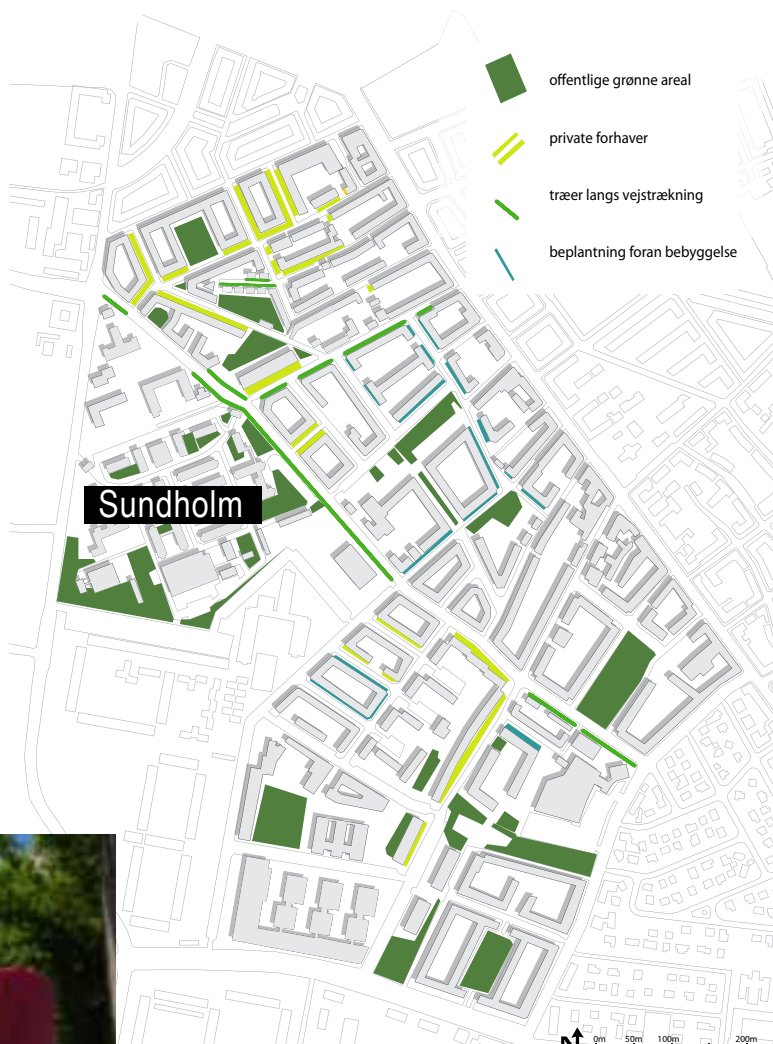 offentlige grønne areal
private forhaver
træer langs vejstrækning
beplantning foran bebyggelse
Sundholm
N 0m 50m 100m 200m